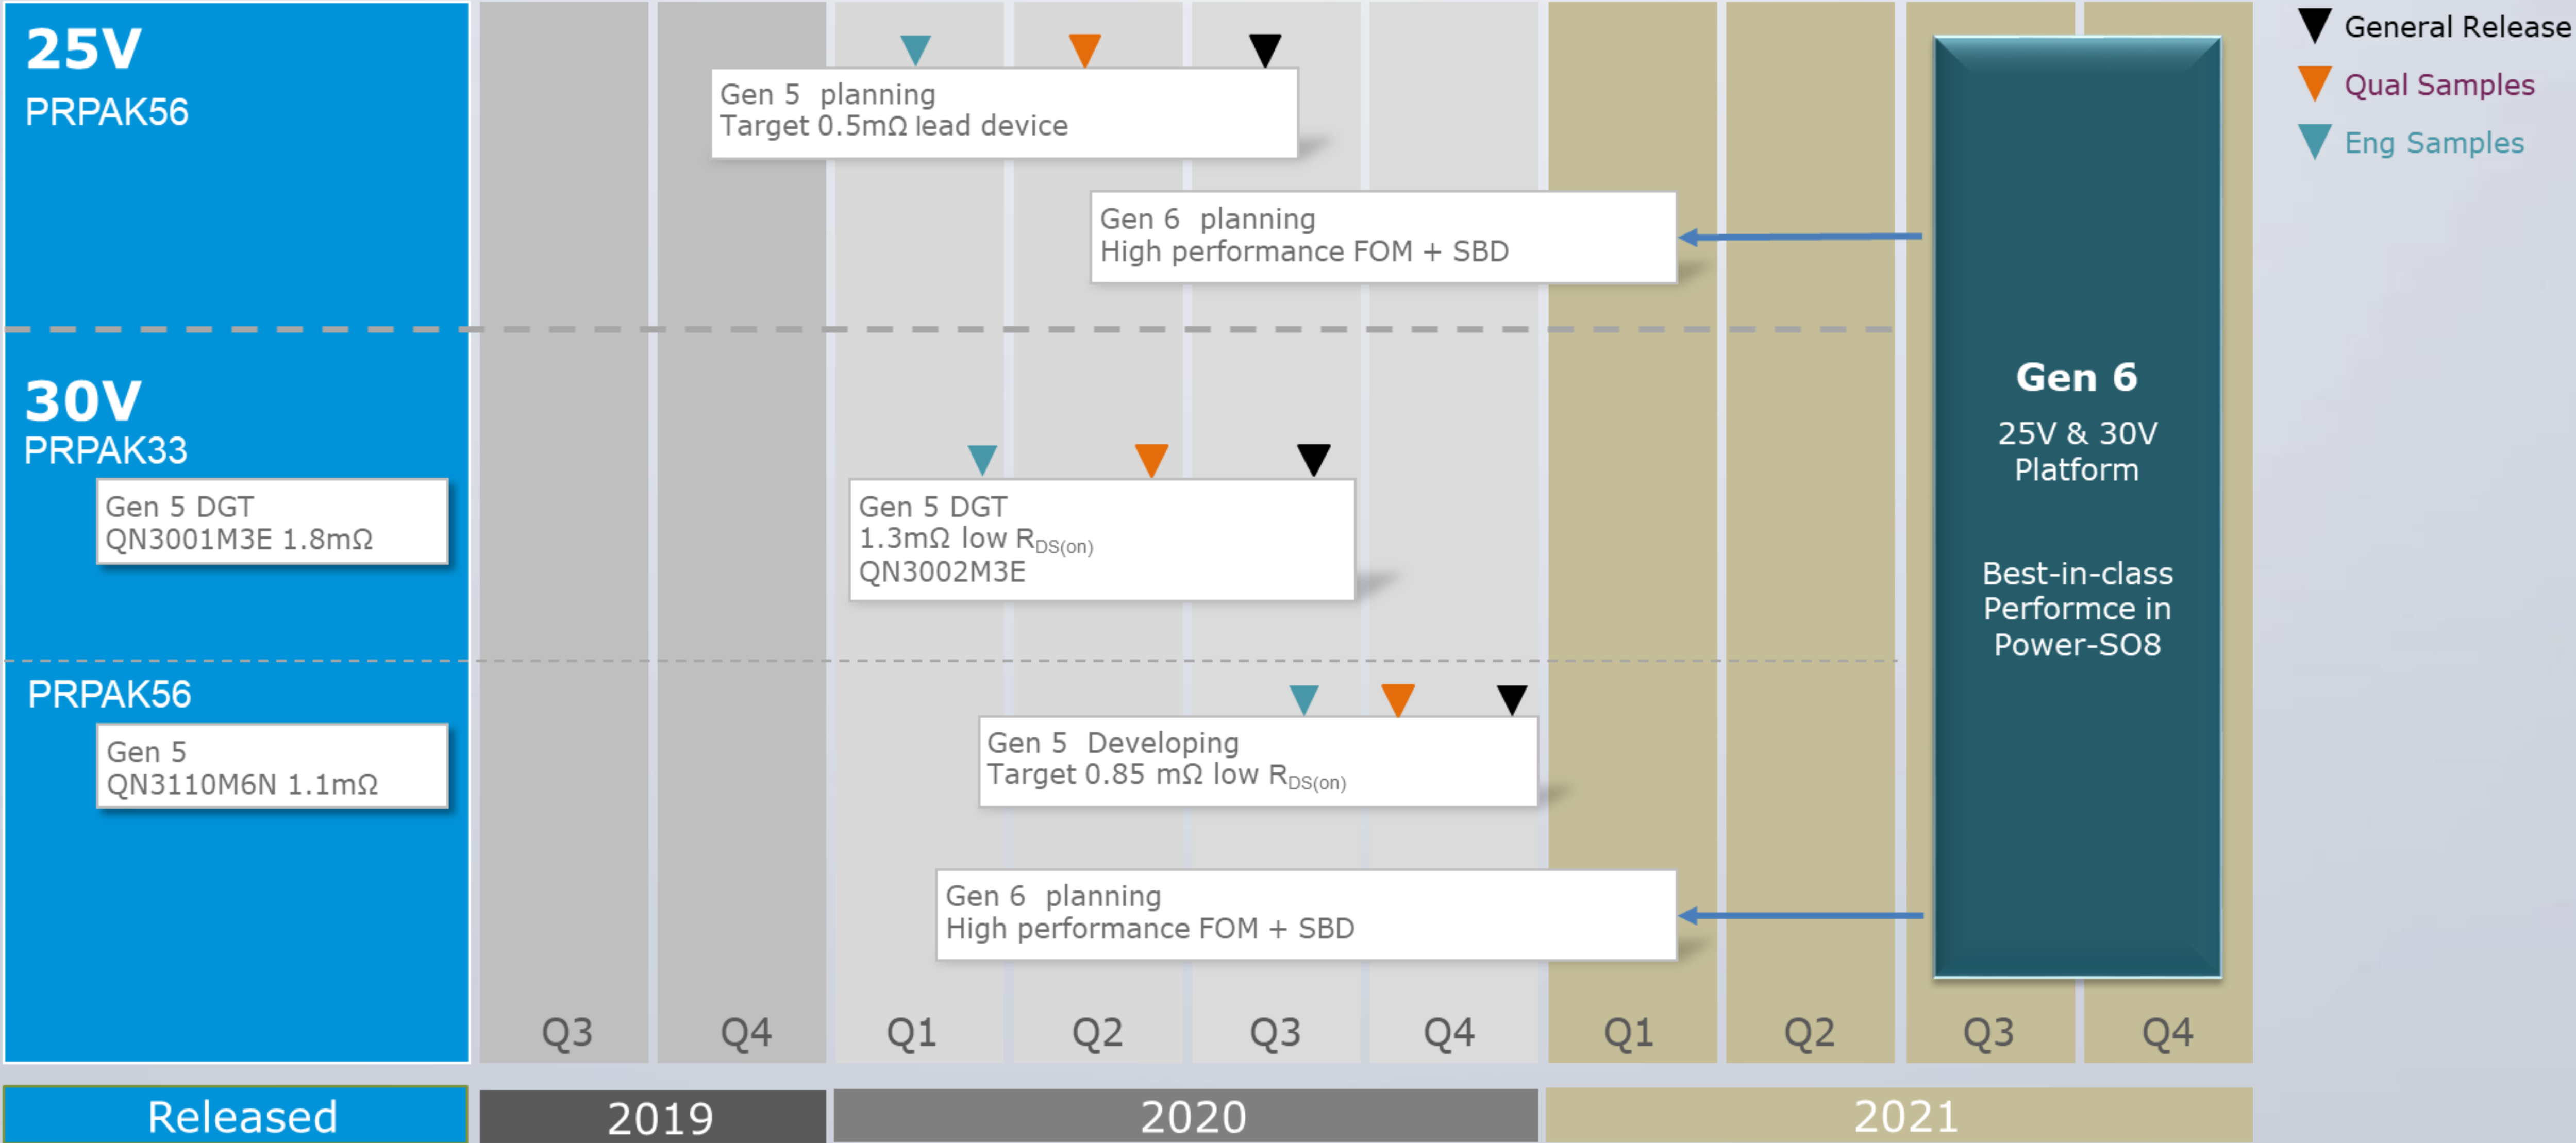 25V
PRPAK56
Gen 5 planning
Target 0.5mΩ lead device
Gen 6 planning
High performance FOM + SBD
30V
PRPAK33
Gen 5 DGT
QN3001M3E 1.8mΩ
Gen 5 DGT
1.3mΩ low RDS(on)
QN3002M3E
PRPAK56
Gen 5
QN3110M6N 1.1mΩ
Gen 5 Developing
Target 0.85 mΩ low RDS(on)
Gen 6 planning
High performance FOM + SBD
Gen 6
25V & 30V
Platform
Best-in-class
Performce in
Power-SO8
General Release
Qual Samples
Eng Samples
Q3 Q4 Q1 Q2 Q3 Q4 Q1 Q2 Q3 Q4
Released 2019 2020 2021